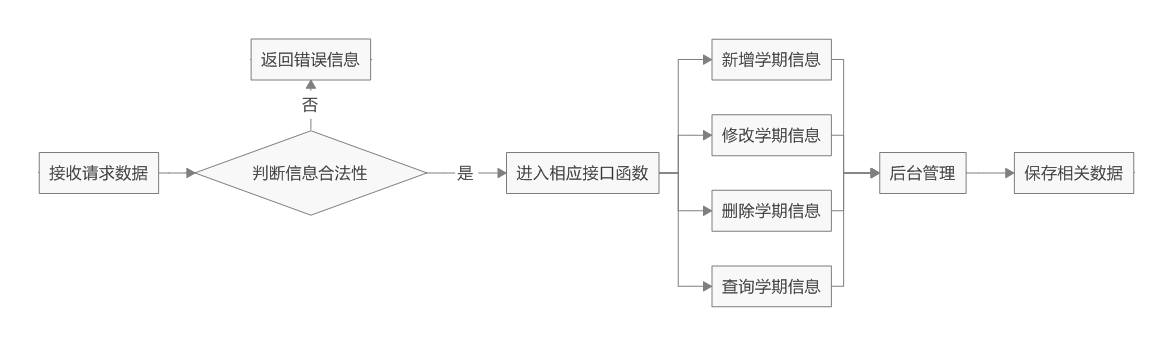 接收请求数据
判断信息合法性
否
返回错误信息
是
进入相应接口函数
新增学期信息
修改学期信息
删除学期信息
查询学期信息
后台管理
保存相关数据